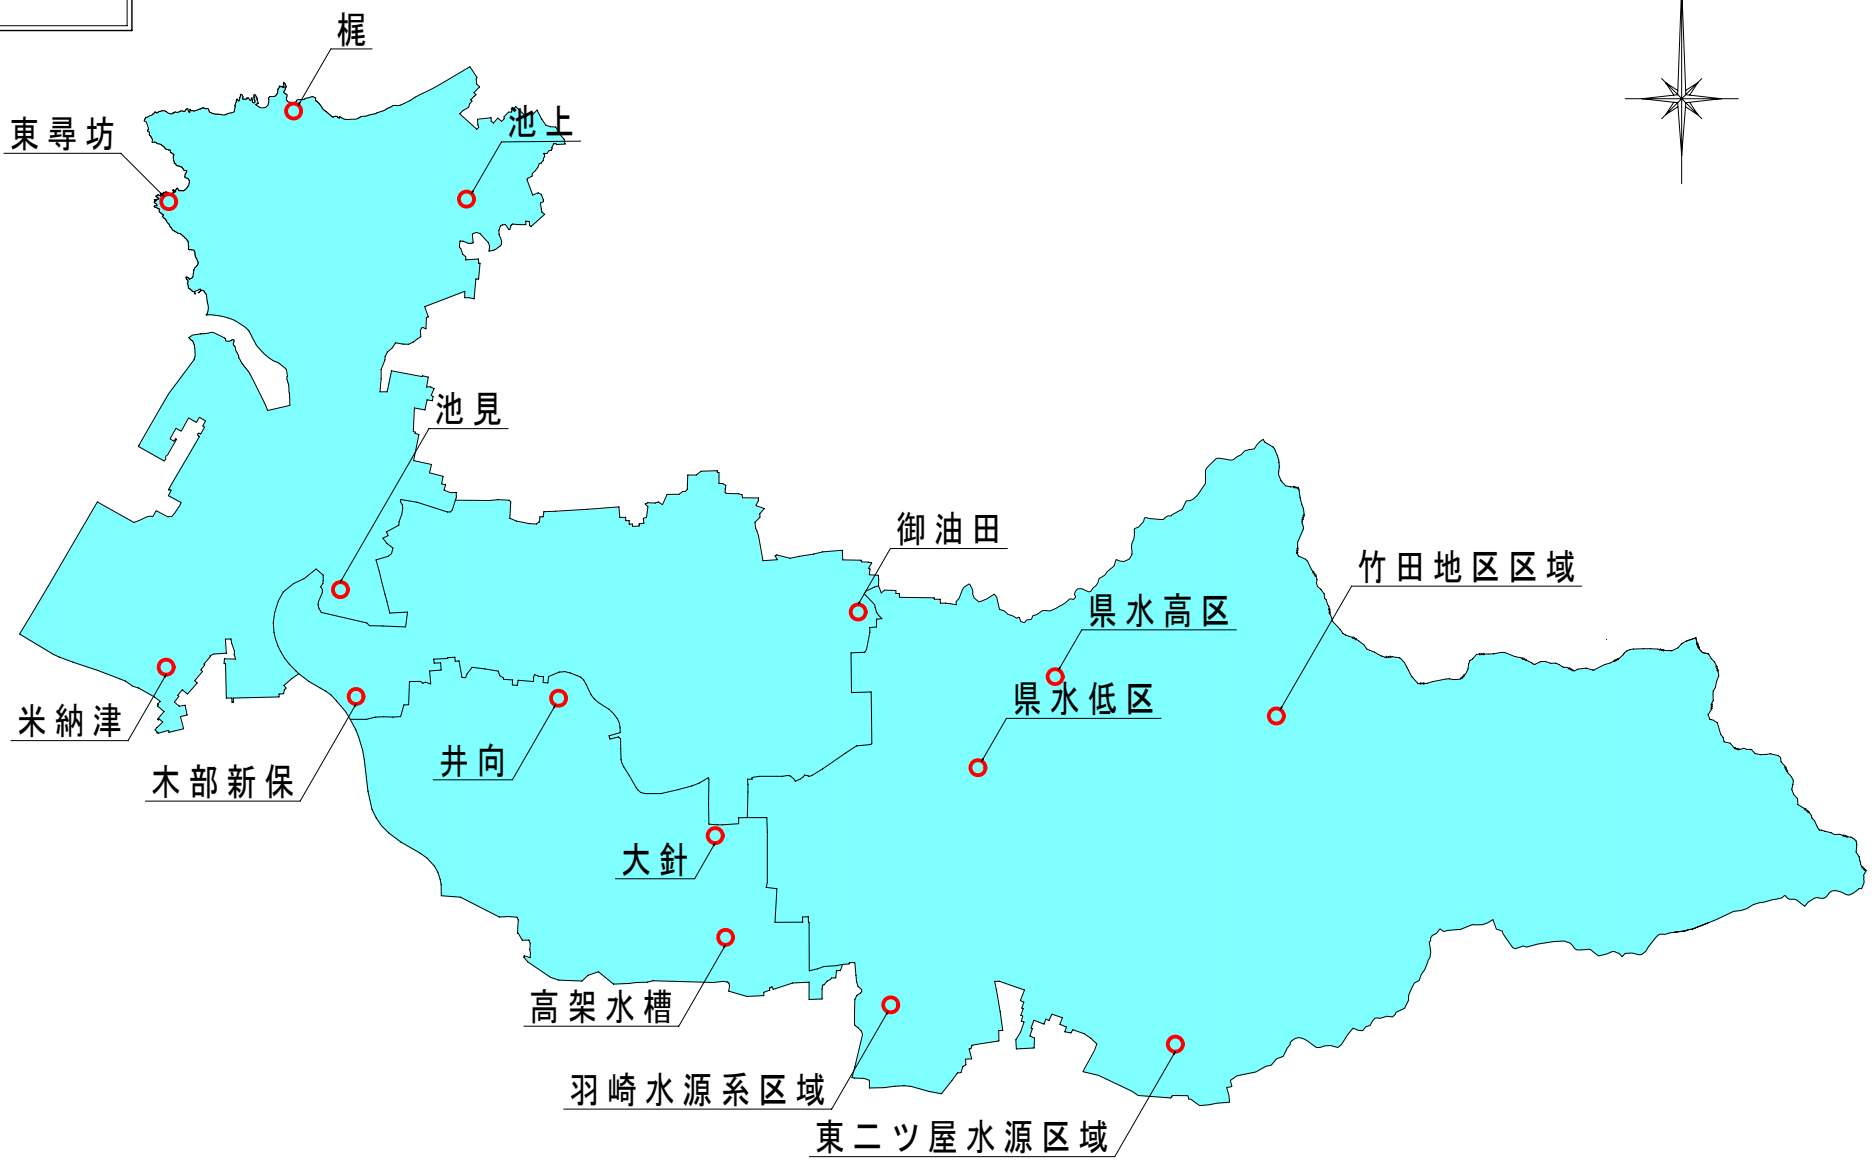 梶
池上
東尋坊
池見
御油田
竹田地区区域
県水高区
県水低区
米納津
井向
木部新保
大針
高架水槽
羽崎水源系区域
東二ツ屋水源区域